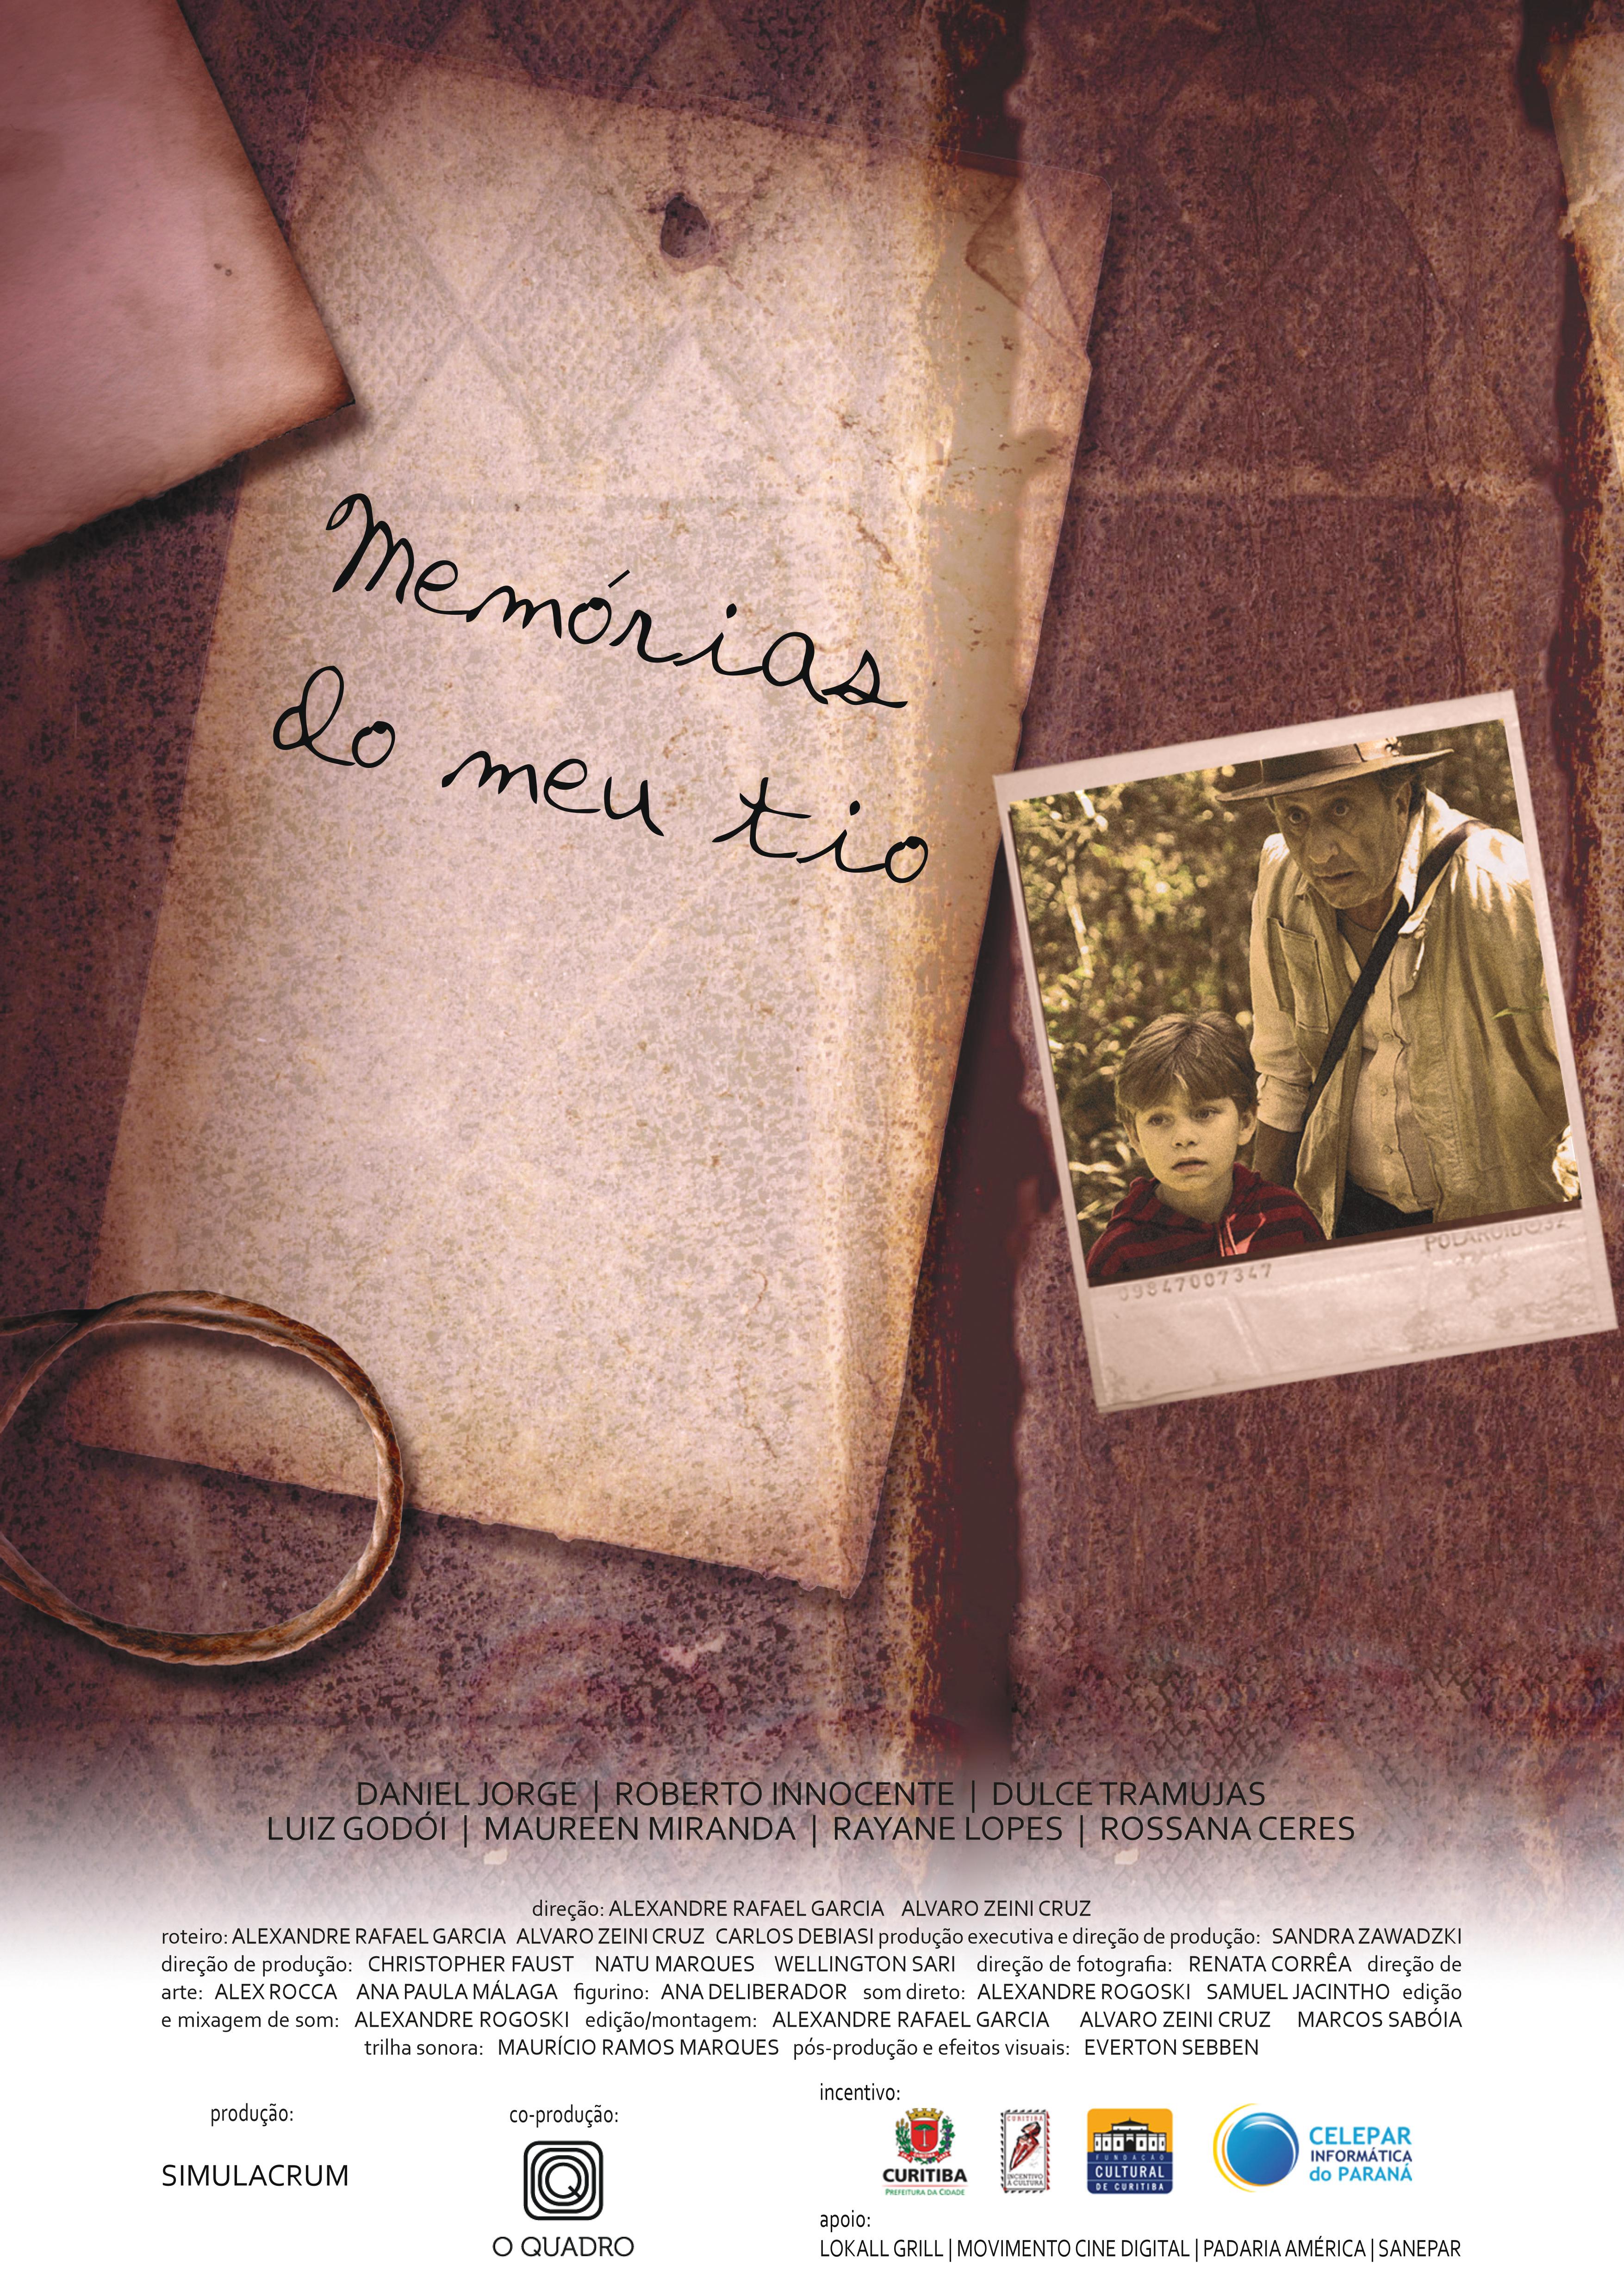 Memórias
do meu tio
POLAROID
09847007347
DANIEL JORGE | ROBERTO INNOCENTE | DULCE TRAMUJAS
LUIZ GODÓI | MAUREEN MIRANDA | RAYANE LOPES | ROSSANA CERES
direção: ALEXANDRE RAFAEL GARCIA ALVARO ZEINI CRUZ
roteiro: ALEXANDRE RAFAEL GARCIA ALVARO ZEINI CRUZ CARLOS DEBIASI produção executiva e direção de produção: SANDRA ZAWADZKI
direção de produção: CHRISTOPHER FAUST NATU MARQUES WELLINGTON SARI direção de fotografia: RENATA CORRÊA direção de
arte: ALEX ROCCA ANA PAULA MÁLAGA figurino: ANA DELIBERADOR som direto: ALEXANDRE ROGOSKI SAMUEL JACINTHO edição
e mixagem de som: ALEXANDRE ROGOSKI edição/montagem: ALEXANDRE RAFAEL GARCIA ALVARO ZEINI CRUZ MARCOS SABÓIA
trilha sonora: MAURÍCIO RAMOS MARQUES pós-produção e efeitos visuais: EVERTON SEBBEN
produção:
SIMULACRUM
co-produção:
O QUADRO
incentivo:
CURITIBA
PREFEITURA DA CIDADE
CURITIBA
INCENTIVO
À CULTURA
FUNDAÇÃO
CULTURAL
DE CURITIBA
CELEPAR
INFORMÁTICA
do PARANÁ
apoio:
LOKALL GRILL | MOVIMENTO CINE DIGITAL | PADARIA AMÉRICA | SANEPAR